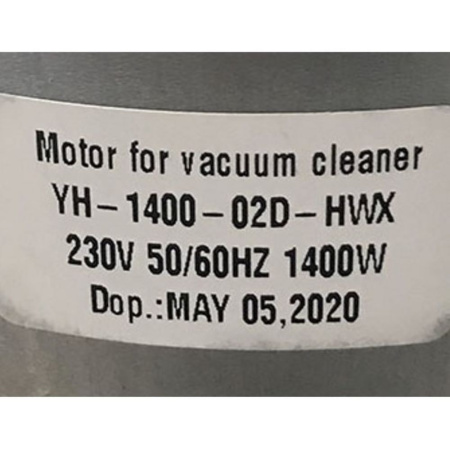 Motor for vacuum cleaner
YH-1400-02D-HWX
230V 50/60HZ 1400W
Dop.:MAY 05,2020